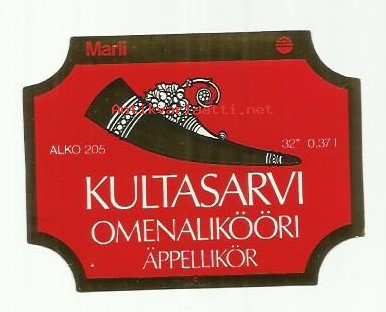 Marli
ALKO 205
32° 0,37 l
KULTASARVI
OMENALIKÖÖRI
ÄPPELLIKÖR